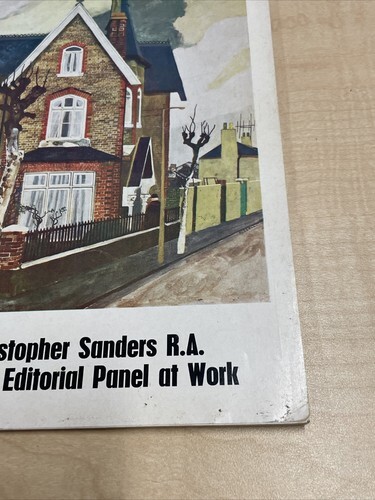 stopher Sanders R.A.
Editorial Panel at Work